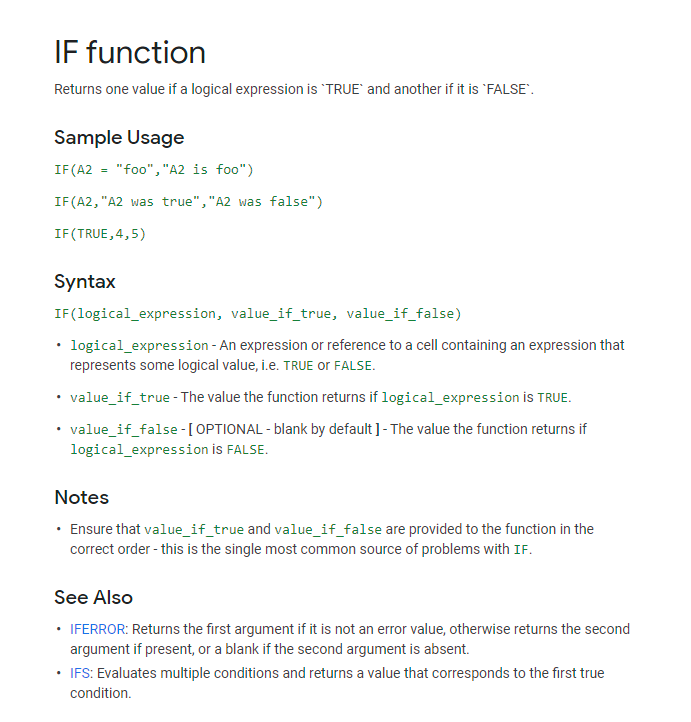 IF function
Returns one value if a logical expression is `TRUE` and another if it is `FALSE`.
Sample Usage
IF(A2 = "foo","A2 is foo")
IF(A2,"A2 was true","A2 was false")
IF(TRUE,4,5)
Syntax
IF(logical_expression, value_if_true, value_if_false)
• logical_expression - An expression or reference to a cell containing an expression that
represents some logical value, i.e. TRUE or FALSE.
• value_if_true - The value the function returns if logical_expression is TRUE.
• value_if_false - [ OPTIONAL - blank by default ] - The value the function returns if
logical_expression is FALSE.
Notes
• Ensure that value_if_true and value_if_false are provided to the function in the
correct order - this is the single most common source of problems with IF.
See Also
• IFERROR: Returns the first argument if it is not an error value, otherwise returns the second
argument if present, or a blank if the second argument is absent.
• IFS: Evaluates multiple conditions and returns a value that corresponds to the first true
condition.